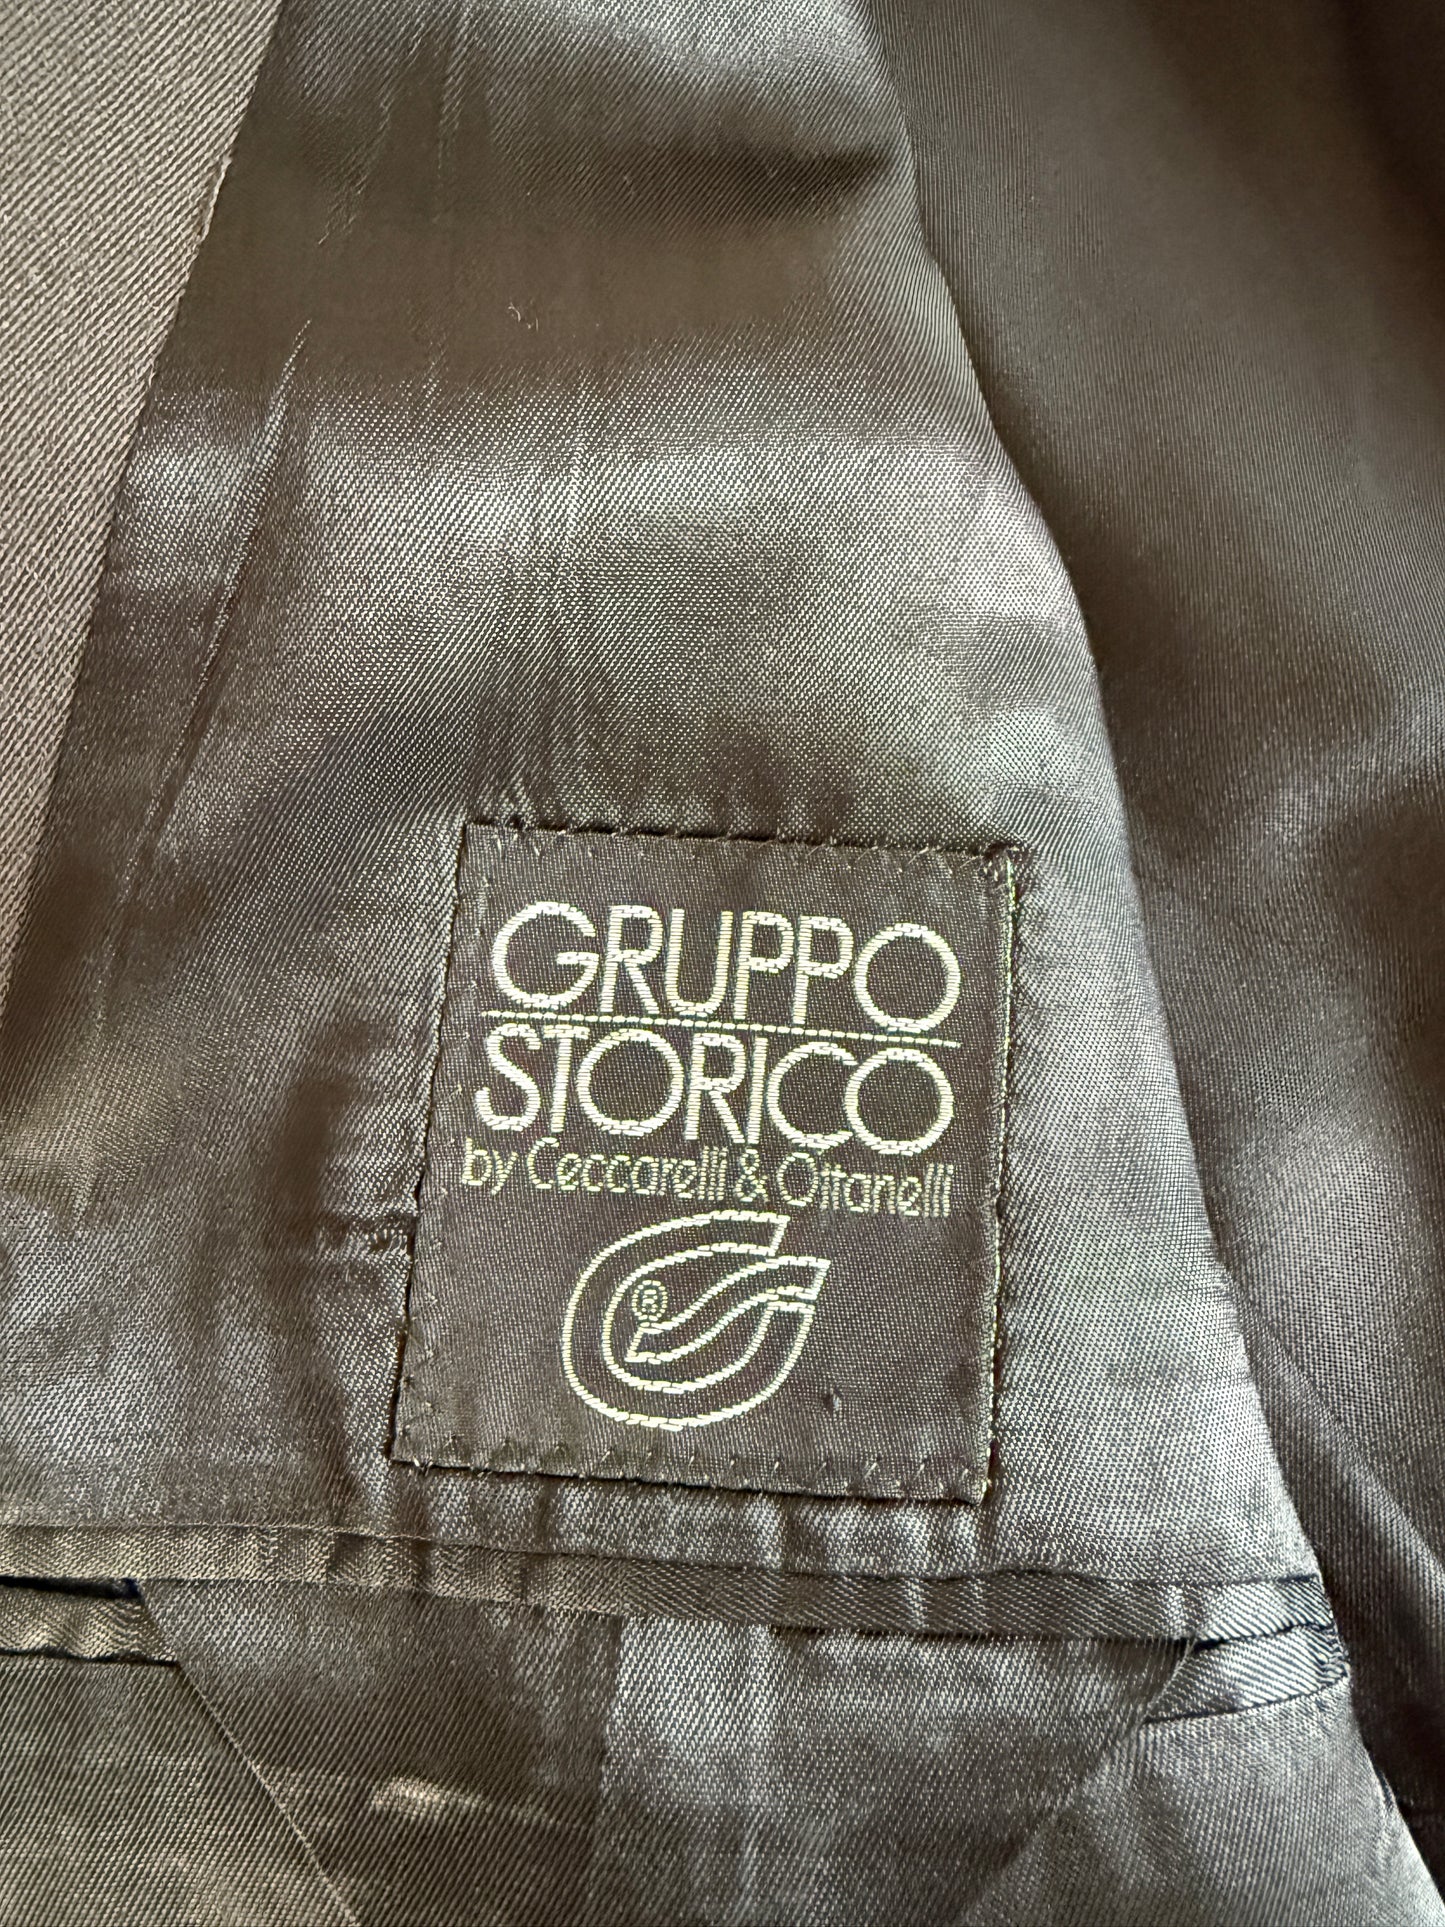 GRUPPO
STORICO
by Ceccarelli & Ottanelli
®